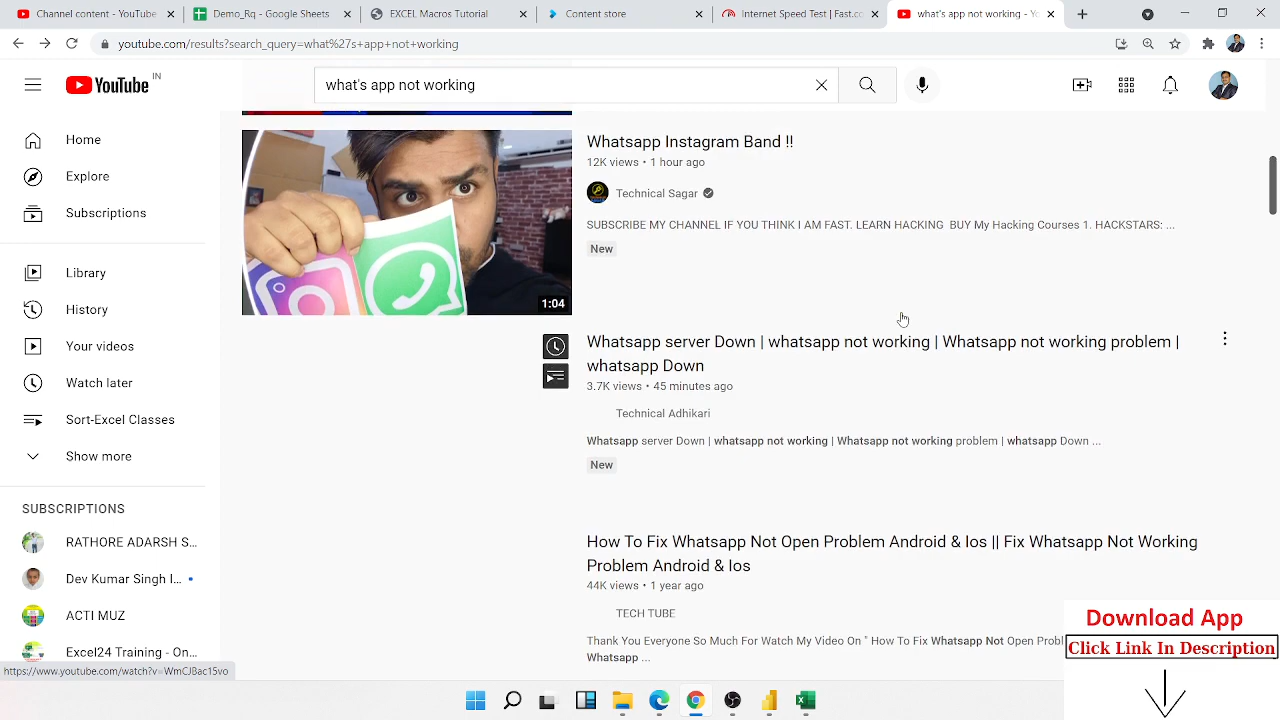 Channel content - YouTube
Demo_Rq - Google Sheets
EXCEL Macros Tutorial
Content store
Internet Speed Test | Fast.co
what's app not working - Yo
youtube.com/results?search_query=what%27s+app+not+working
YouTube IN
what's app not working
Home
Explore
Subscriptions
Library
History
Your videos
Watch later
Sort-Excel Classes
Show more
SUBSCRIPTIONS
RATHORE ADARSH S...
Dev Kumar Singh I...
ACTI MUZ
Excel24 Training - On...
https://www.youtube.com/watch?v=WmCJBac15vo
1:04
Whatsapp Instagram Band !!
12K views • 1 hour ago
Technical Sagar
SUBSCRIBE MY CHANNEL IF YOU THINK I AM FAST. LEARN HACKING BUY My Hacking Courses 1. HACKSTARS: ...
New
Whatsapp server Down | whatsapp not working | Whatsapp not working problem |
whatsapp Down
3.7K views • 45 minutes ago
Technical Adhikari
Whatsapp server Down | whatsapp not working | Whatsapp not working problem | whatsapp Down ...
New
How To Fix Whatsapp Not Open Problem Android & Ios || Fix Whatsapp Not Working
Problem Android & Ios
44K views • 1 year ago
TECH TUBE
Thank You Everyone So Much For Watch My Video On " How To Fix Whatsapp Not Open Probl
Whatsapp ...
Download App
Click Link In Description